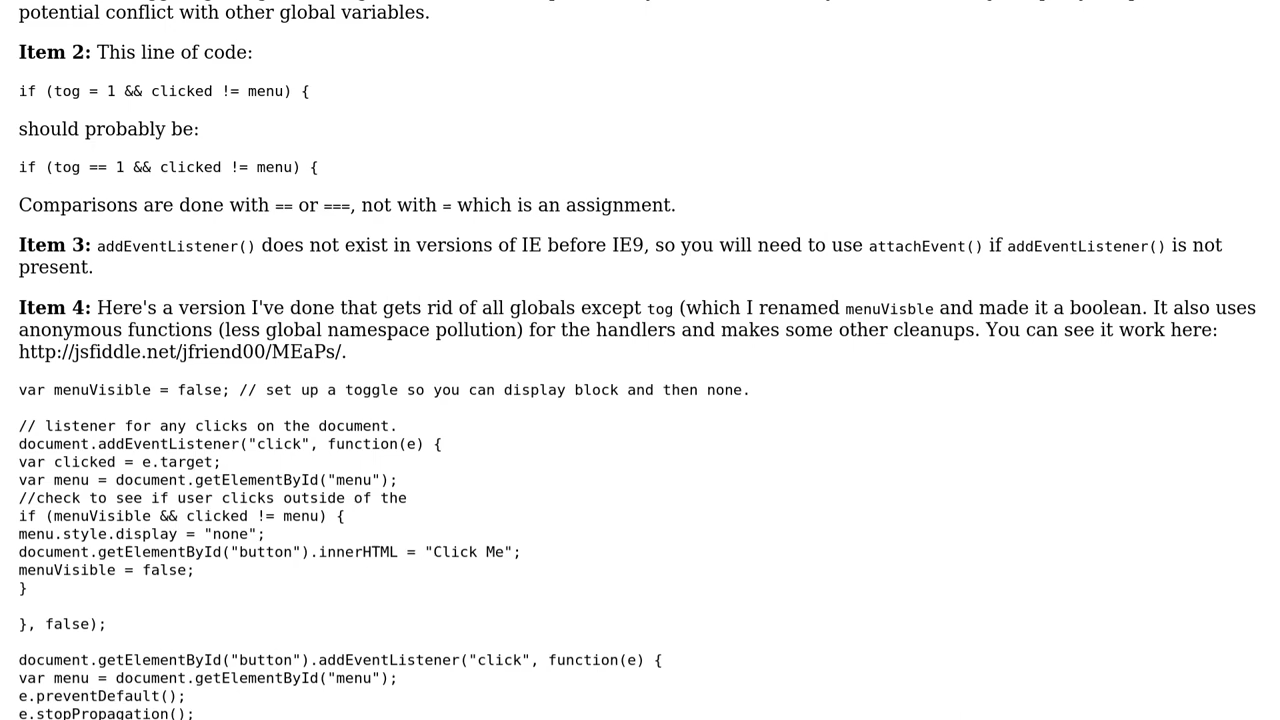 potential conflict with other global variables.
Item 2: This line of code:
if (tog = 1 && clicked != menu) {
should probably be:
if (tog == 1 && clicked != menu) {
Comparisons are done with == or ===, not with = which is an assignment.
Item 3: addEventListener() does not exist in versions of IE before IE9, so you will need to use attachEvent() if addEventListener() is not
present.
Item 4: Here's a version I've done that gets rid of all globals except tog (which I renamed menuVisble and made it a boolean. It also uses
anonymous functions (less global namespace pollution) for the handlers and makes some other cleanups. You can see it work here:
http://jsfiddle.net/jfriend00/MEaPs/.
var menuVisible = false; // set up a toggle so you can display block and then none.
// listener for any clicks on the document.
document.addEventListener("click", function(e) {
var clicked = e.target;
var menu = document.getElementById("menu");
//check to see if user clicks outside of the
if (menuVisible && clicked != menu) {
menu.style.display = "none";
document.getElementById("button").innerHTML = "Click Me";
menuVisible = false;
}
}, false);
document.getElementById("button").addEventListener("click", function(e) {
var menu = document.getElementById("menu");
e.preventDefault();
e.stopPropagation();